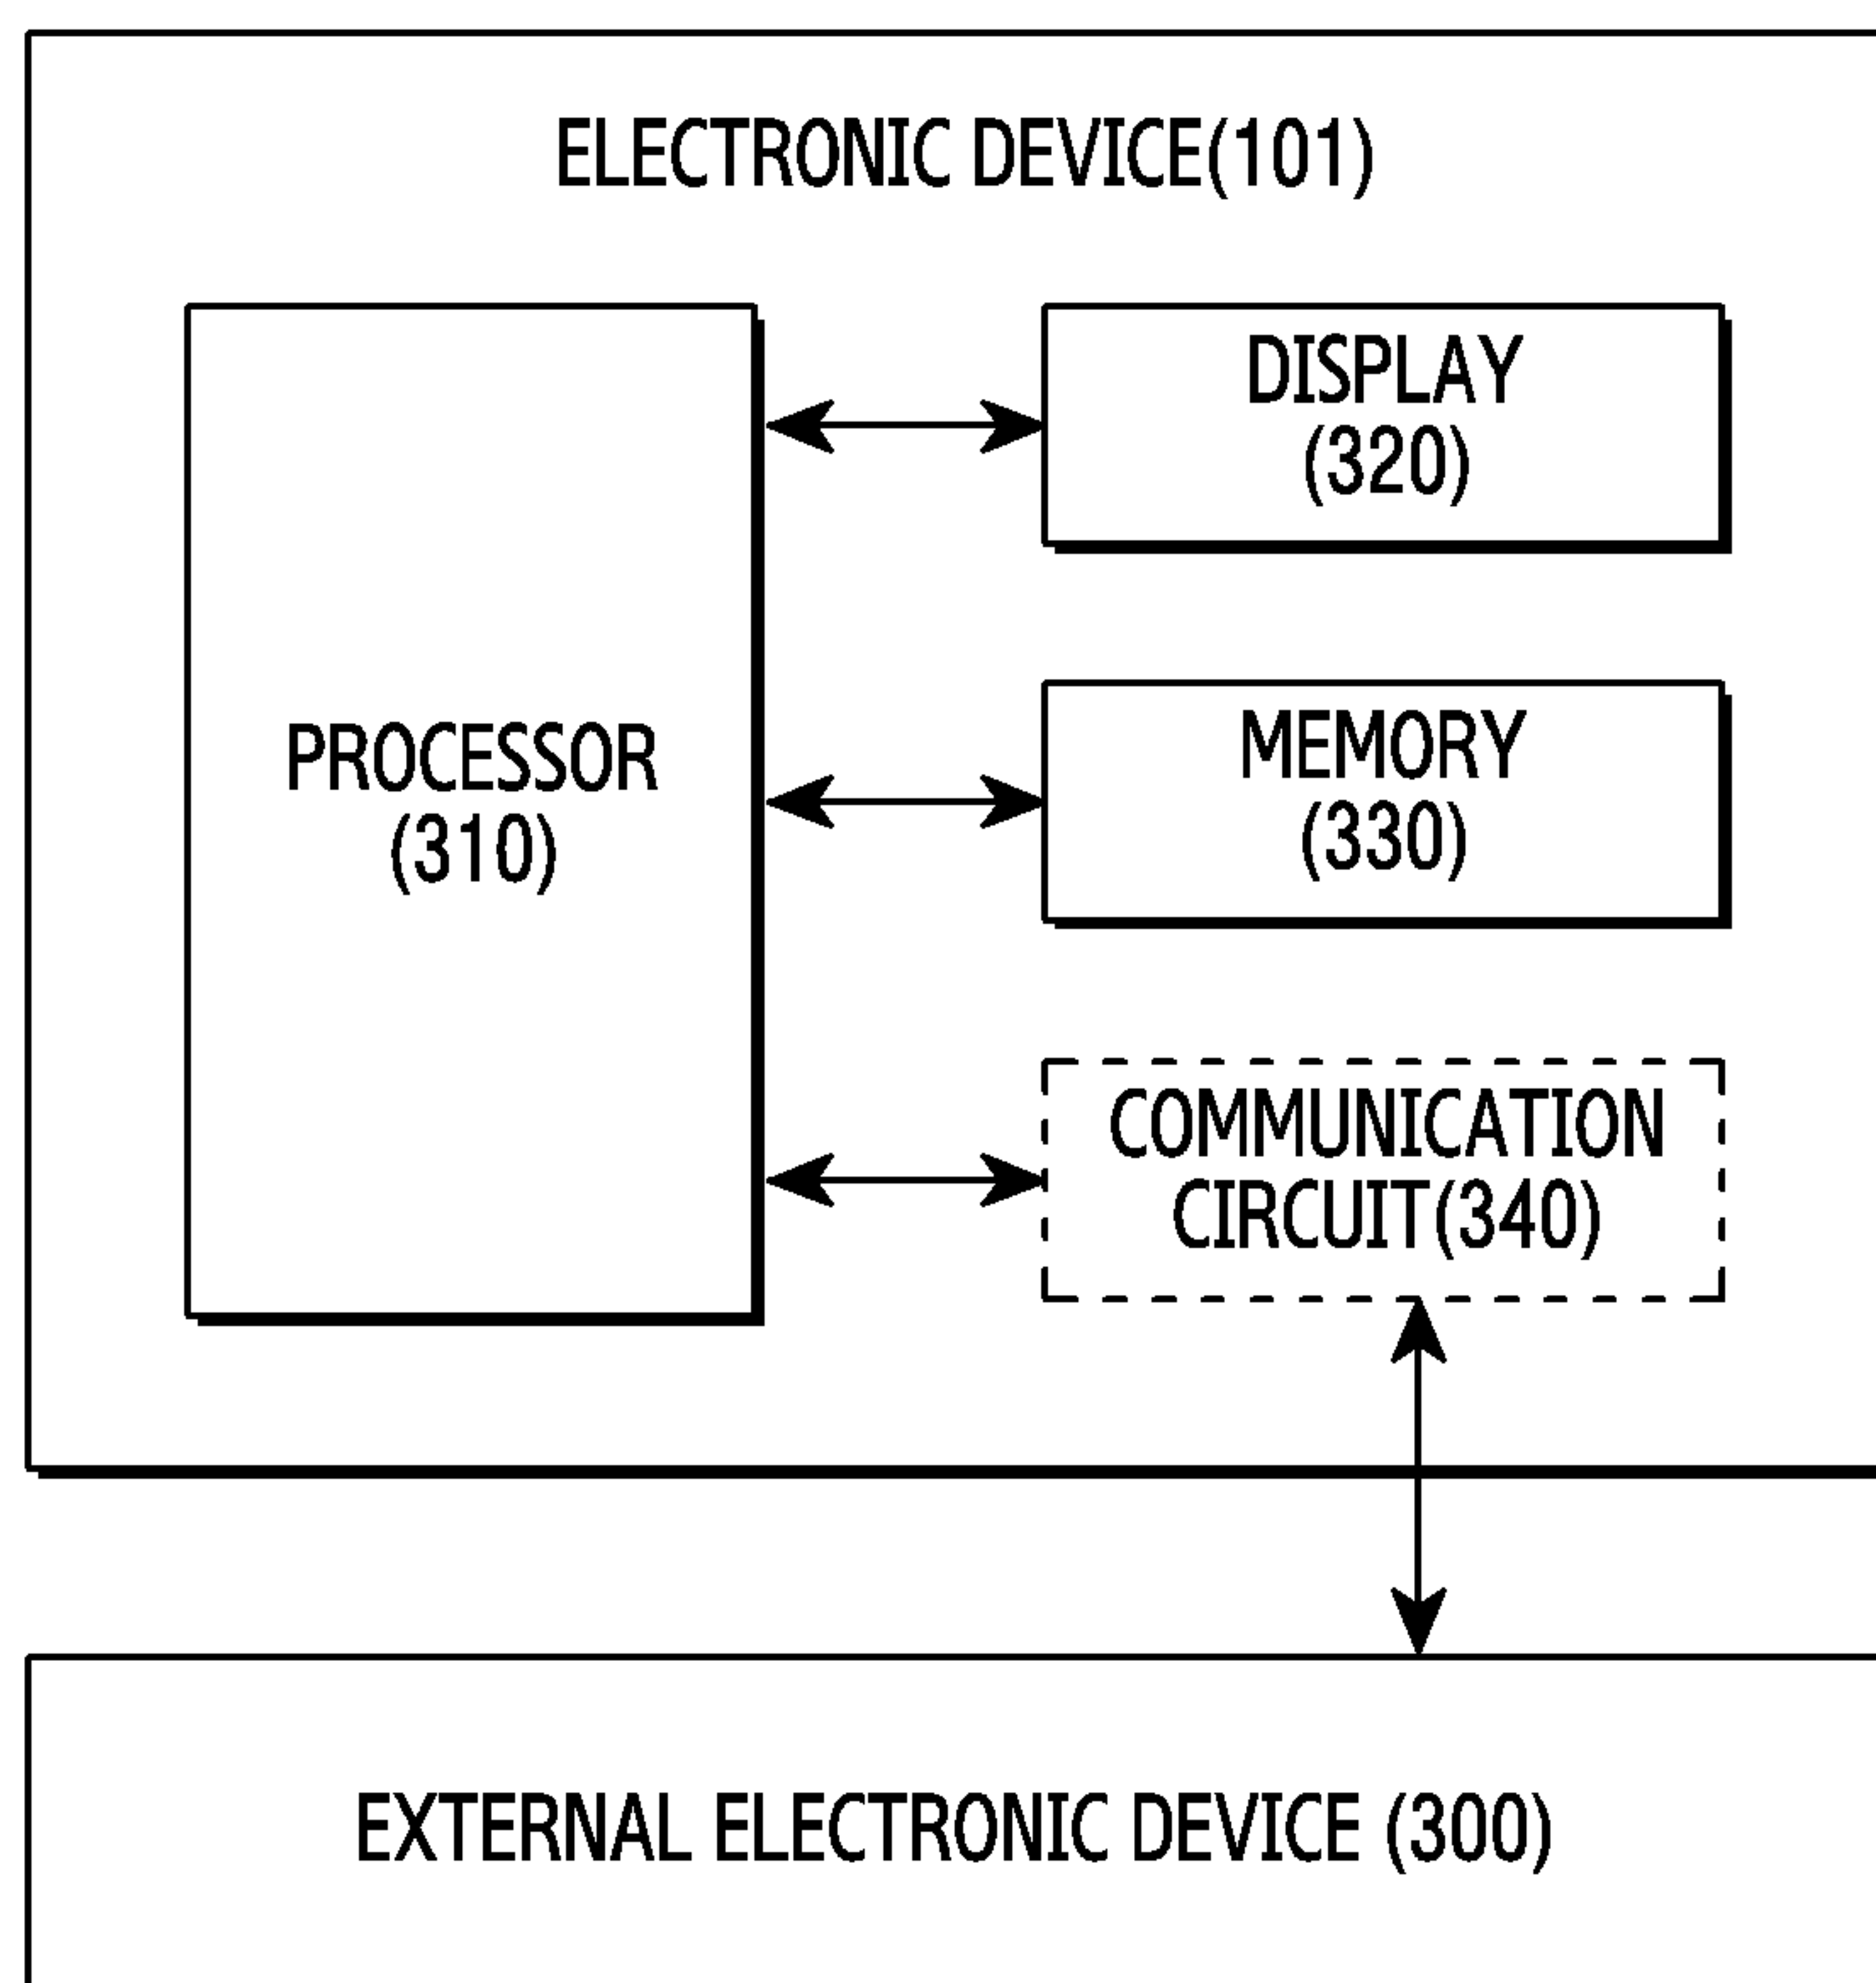 ELECTRONIC DEVICE(101)
PROCESSOR
(310)
DISPLAY
(320)
MEMORY
(330)
COMMUNICATION
CIRCUIT(340)
EXTERNAL ELECTRONIC DEVICE (300)